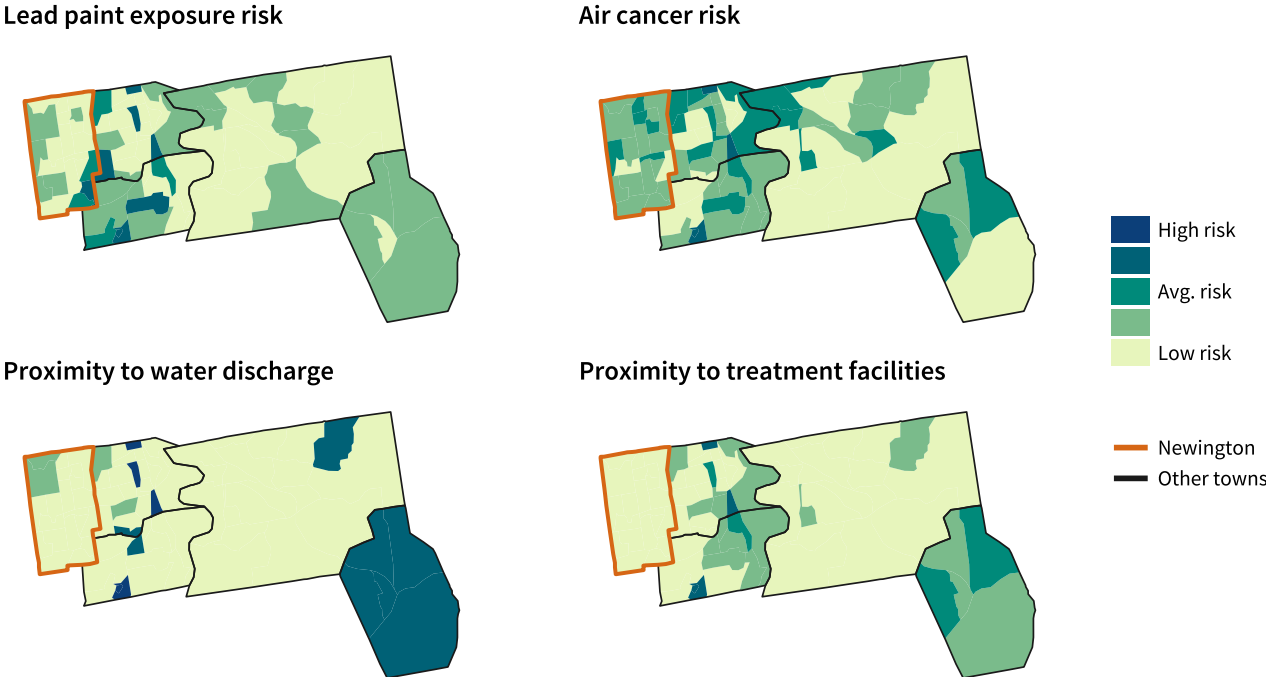 Lead paint exposure risk
Air cancer risk
High risk
Avg. risk
Low risk
Proximity to water discharge
Proximity to treatment facilities
Newington
Other towns